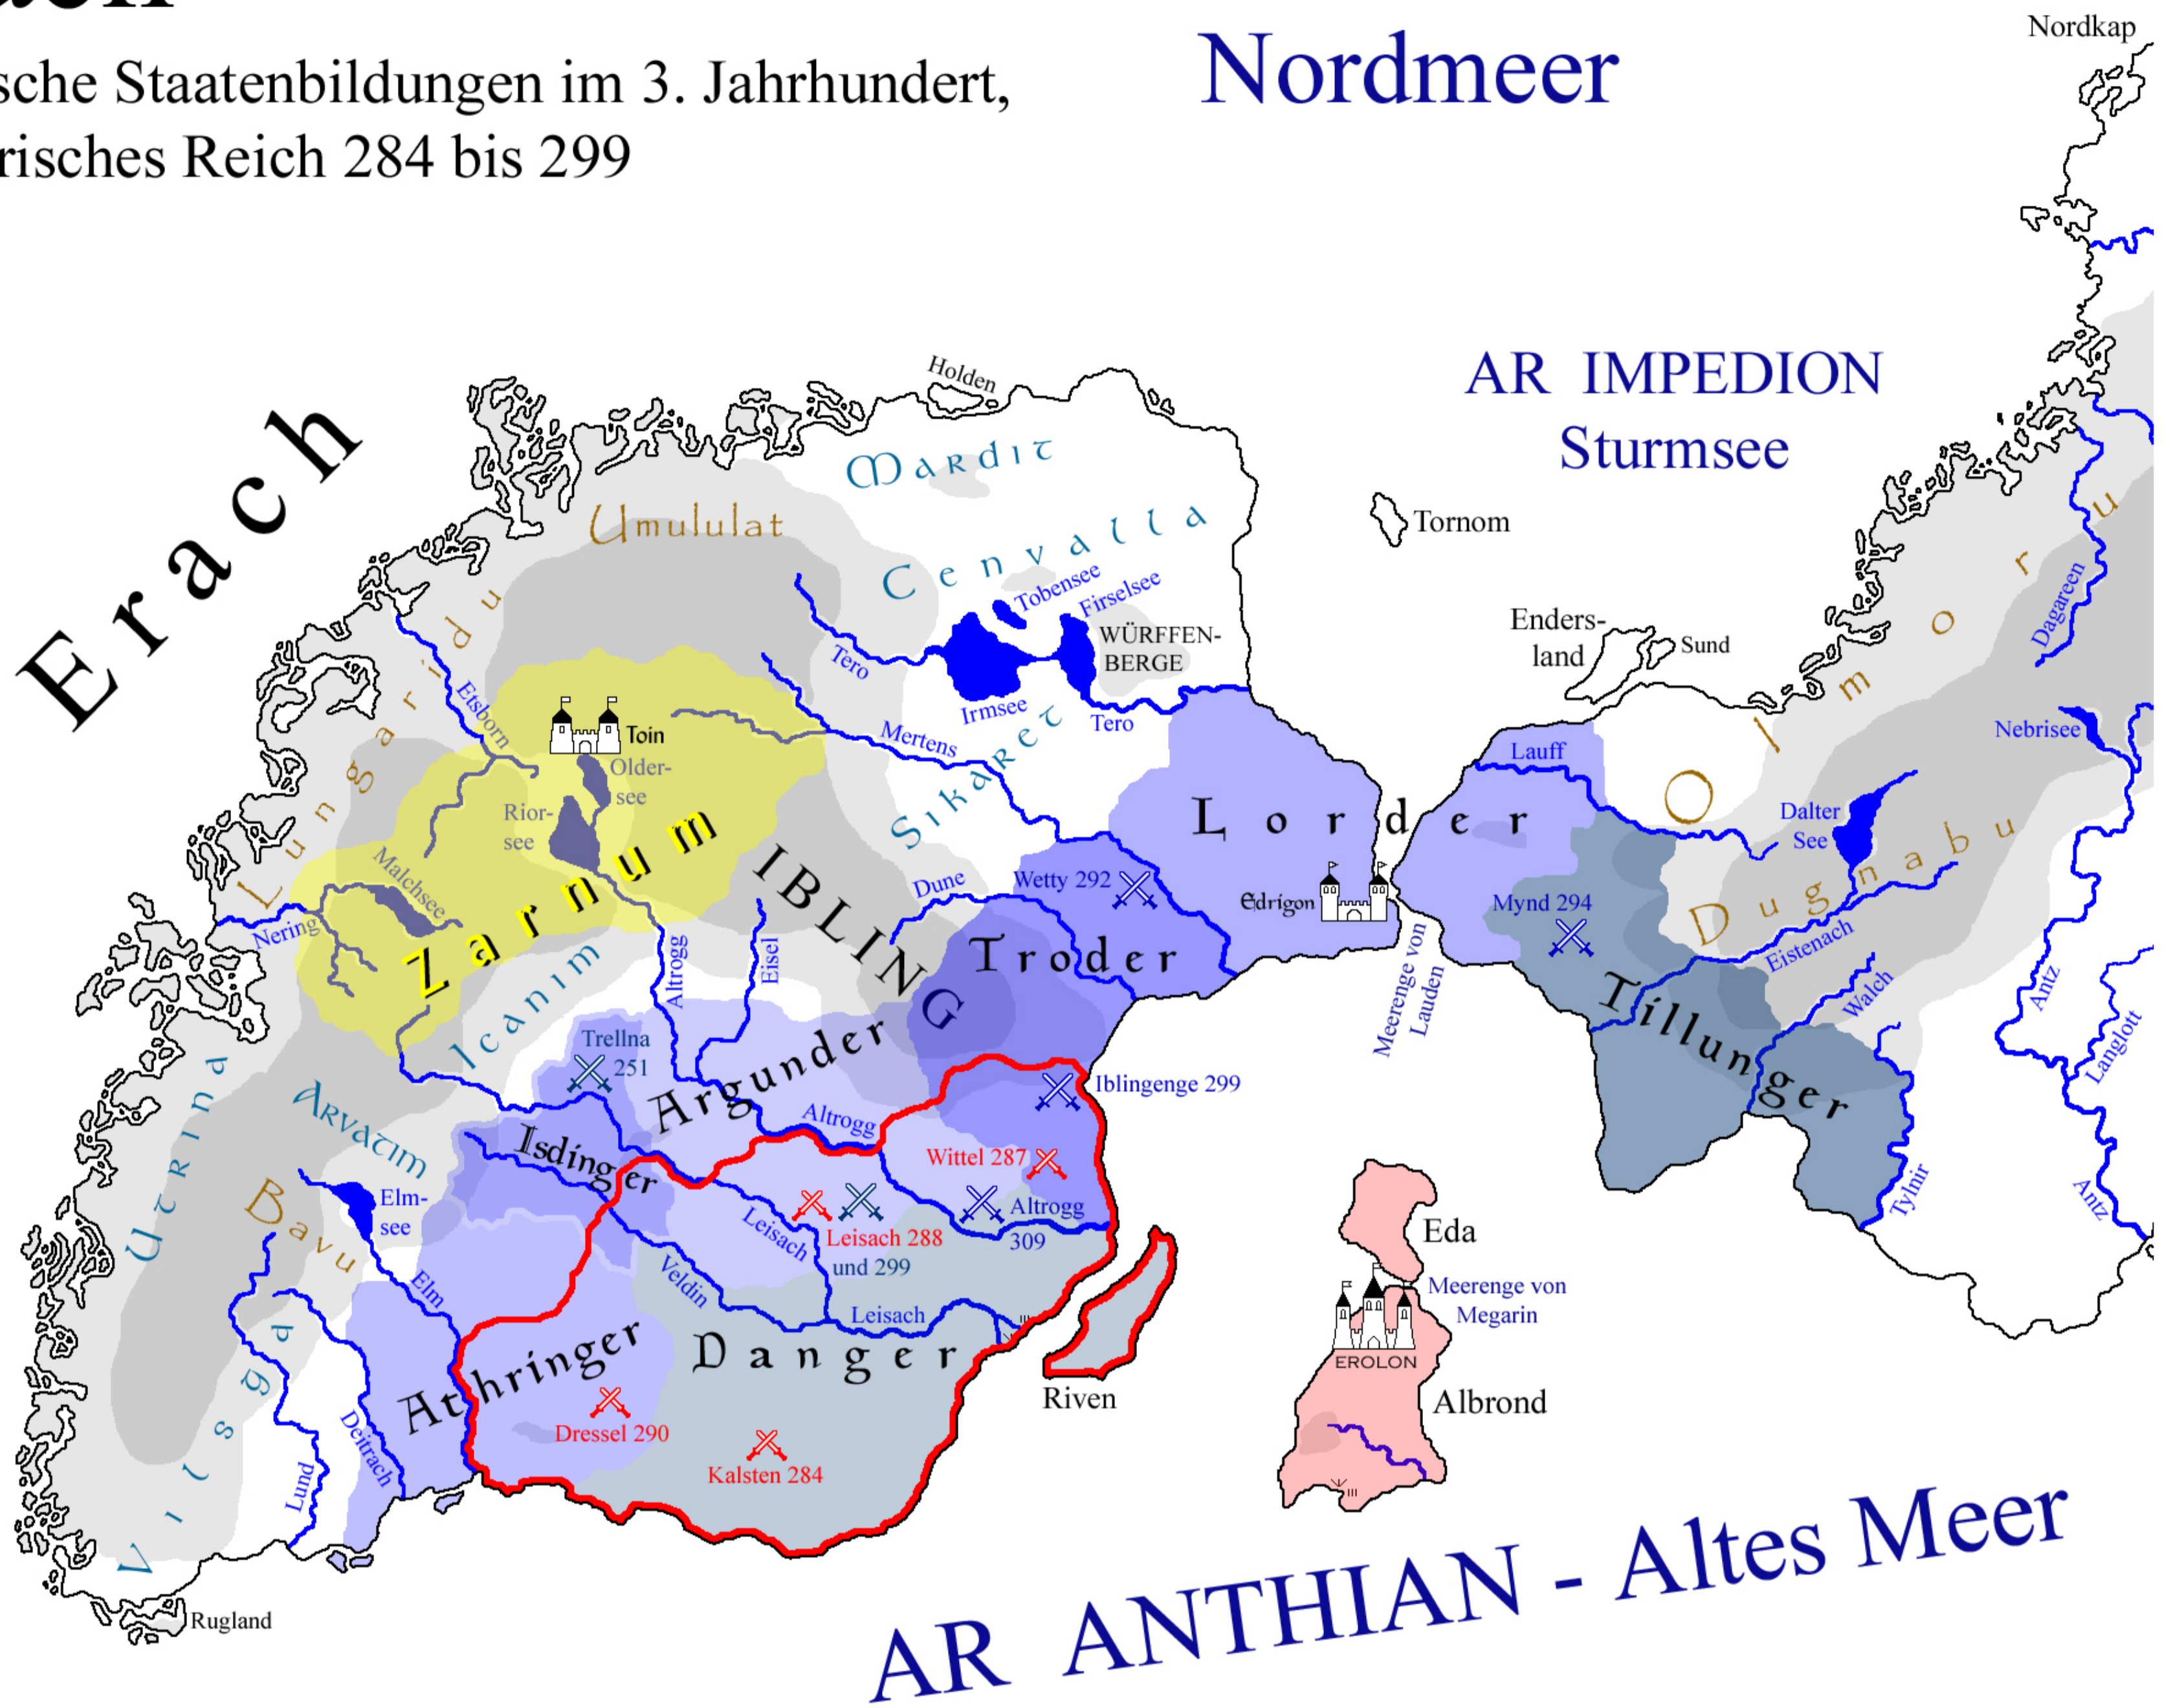 sche Staatenbildungen im 3. Jahrhundert,
risches Reich 284 bis 299
Nordmeer
Nordkap
Erach
AR IMPEDION
Sturmsee
Holden
Mardit
Umululat
Cenvalla
Tornom
Tobensee
Firselsee
WÜRFFEN-
BERGE
Tero
Irmsee
Tero
Enders-
land
Sund
Olmoru
Dagareen
Lungaridu
Etsborn
Toin
Older-
see
Rior-
see
Mertens
Sikaret
Lauff
Nebrisee
Dalter
See
Dugnabu
Lorder
Malchsee
Zarnum
IBLING
Dune
Wetty 292
Edrigon
Mynd 294
Nering
Troder
Meerenge von
Lauden
Eistenach
Walch
Tillunger
Antz
Langlott
Altrogg
Eisel
Icanim
Trellna
251
Argunder
Iblingenge 299
Utrina
Arvatim
Altrogg
Isdinger
Wittel 287
Tylnir
Antz
Bavu
Elm-
see
Leisach
Leisach 288
und 299
Altrogg
309
Eda
Elm
Veldin
Leisach
Meerenge von
Megarin
Athringer
Danger
EROLON
Riven
Albrond
Vilsga
Deitrach
Lund
Dressel 290
Kalsten 284
Rugland
AR ANTHIAN - Altes Meer